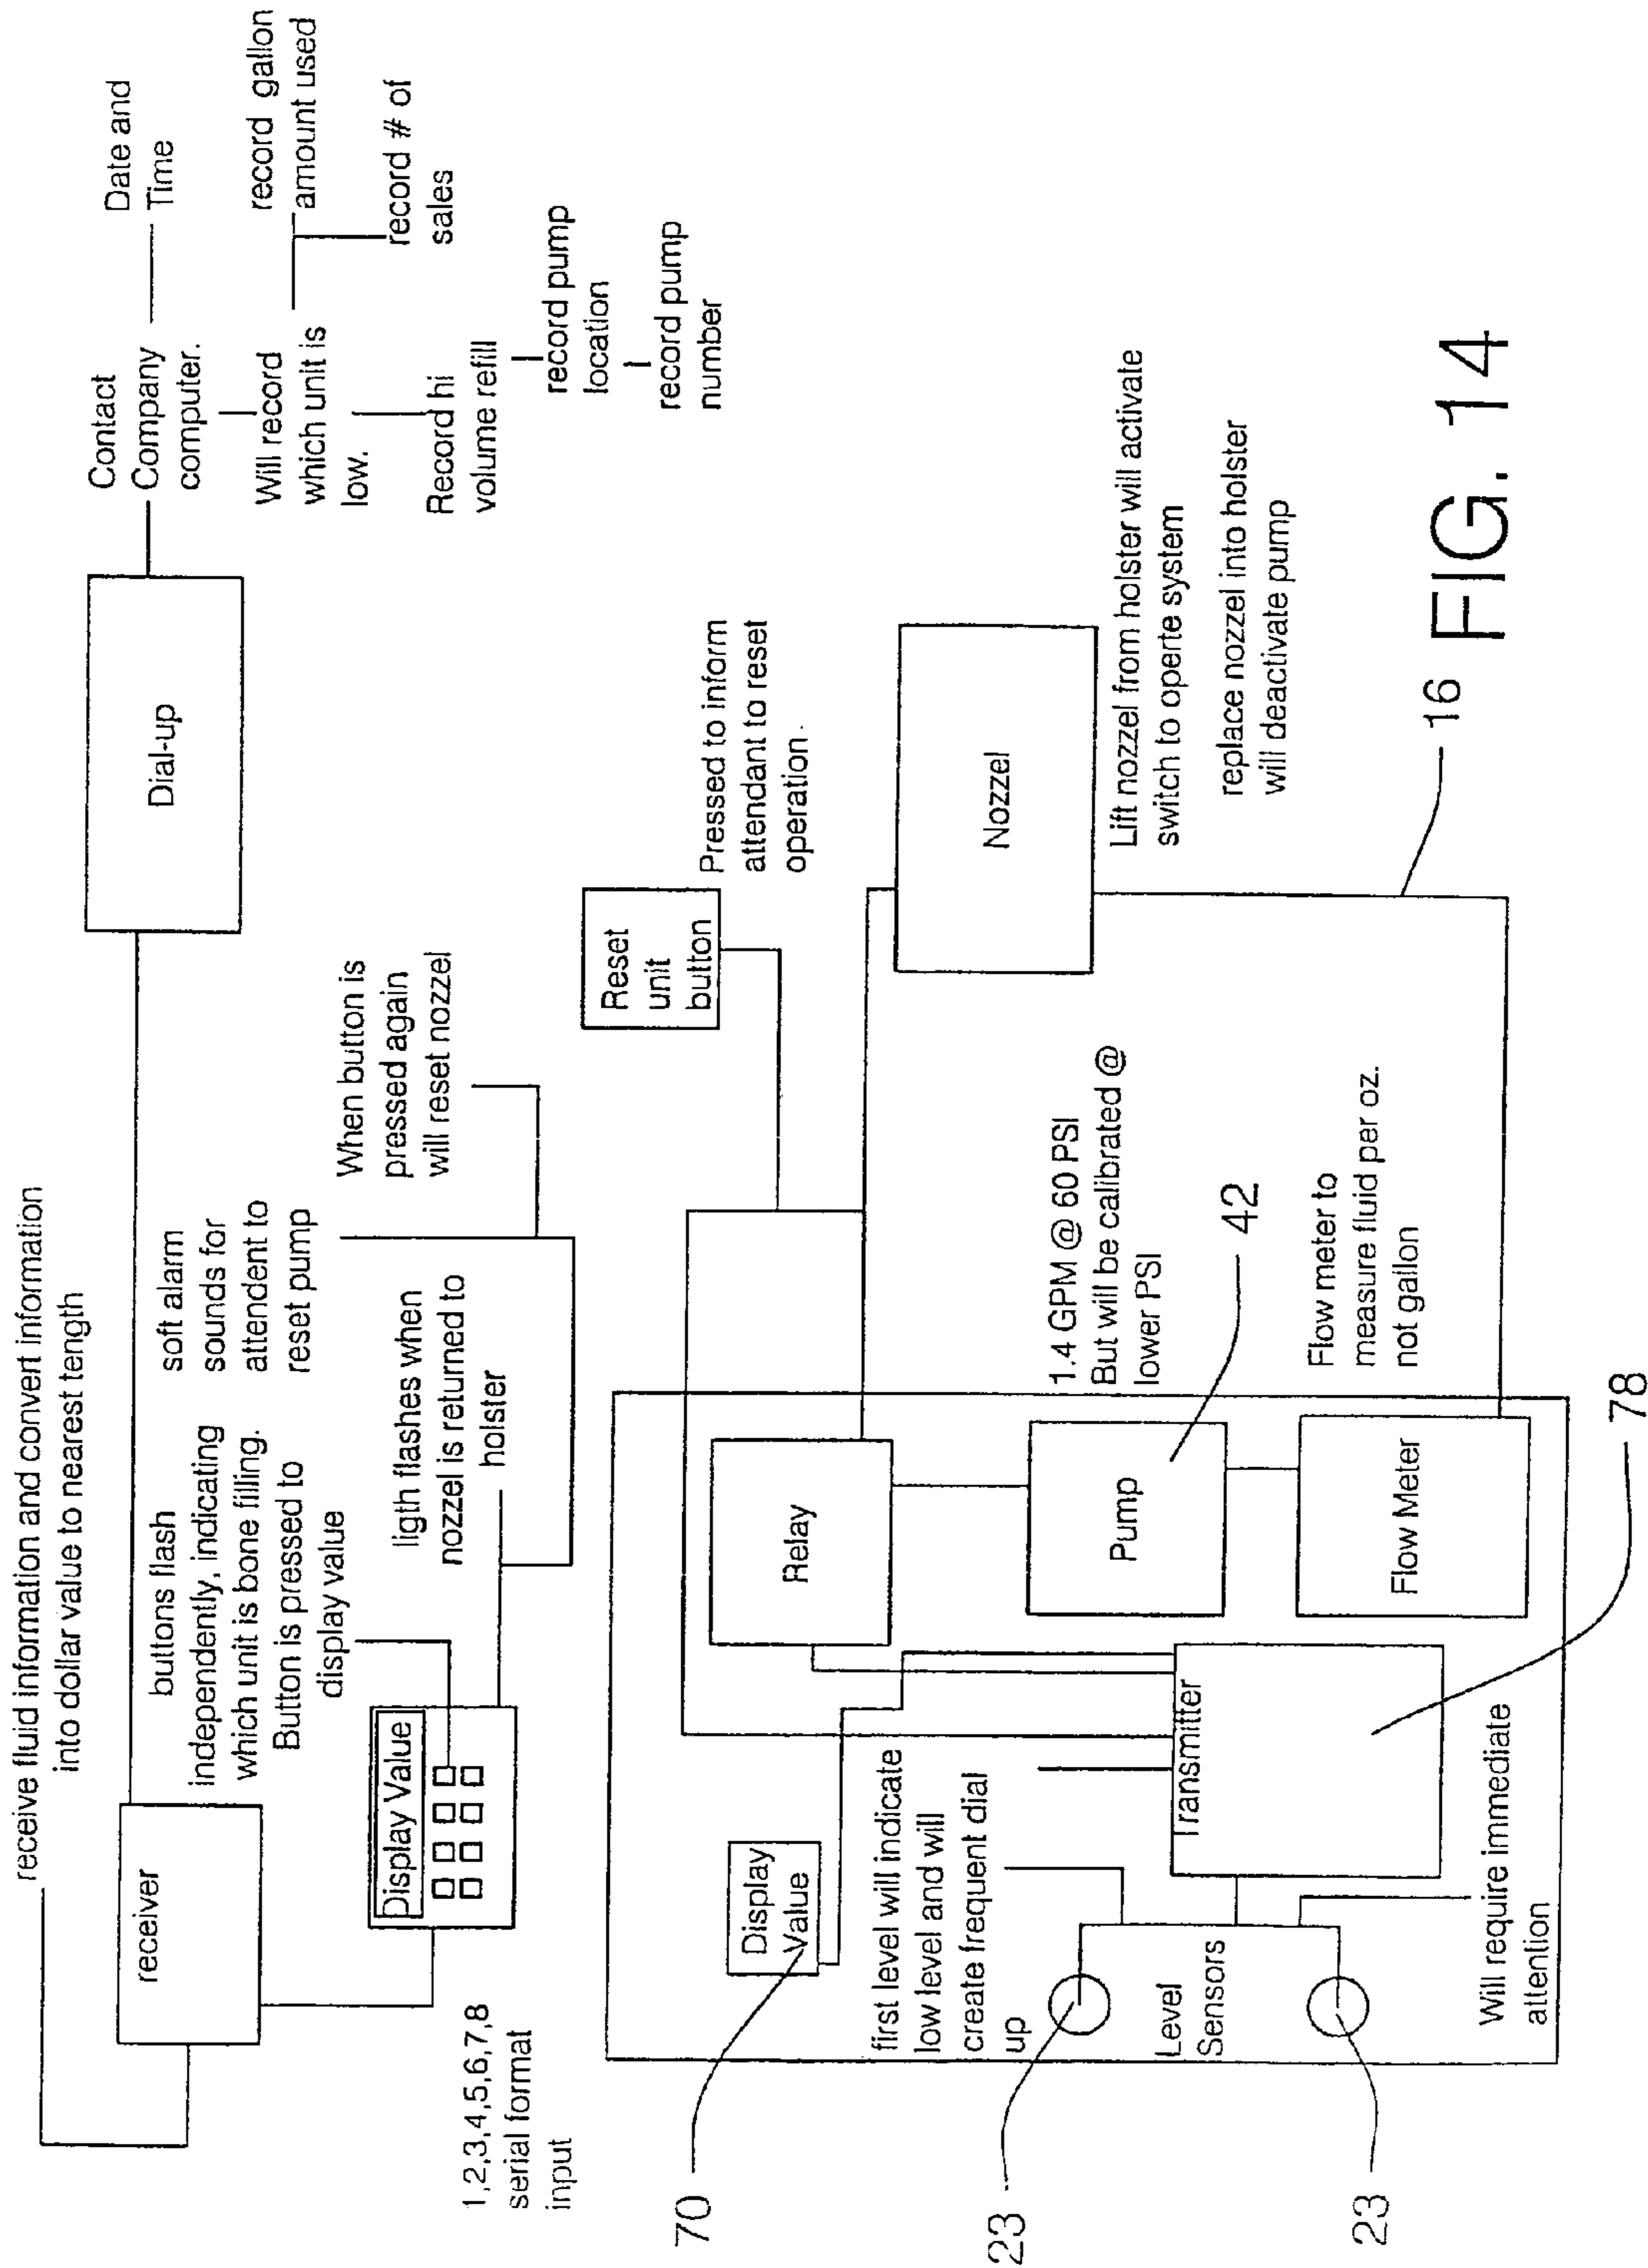 receive fluid information and convert information
into dollar value to nearest tength
receiver
Dial-up
Contact
Company
computer.
Date and
Time
Will record
which unit is
low.
record gallon
amount used
record # of
sales
Record hi
volume refill
record pump
location
record pump
number
buttons flash
independently, indicating
which unit is bone filling.
Button is pressed to
display value
soft alarm
sounds for
attendent to
reset pump
When button is
pressed again
will reset nozzel
Display Value
ligth flashes when
nozzel is returned to
holster
1,2,3,4,5,6,7,8
serial format
input
Reset
unit
button
Pressed to inform
attendant to reset
operation.
70
Display
Value
Relay
first level will indicate
low level and will
create frequent dial
up
23
Level
Sensors
23
Transmitter
Will require immediate
attention
78
Pump
42
1.4 GPM @ 60 PSI
But will be calibrated @
lower PSI
Flow Meter
Flow meter to
measure fluid per oz.
not gallon
Nozzel
Lift nozzel from holster will activate
switch to operte system
replace nozzel into holster
will deactivate pump
16
FIG. 14